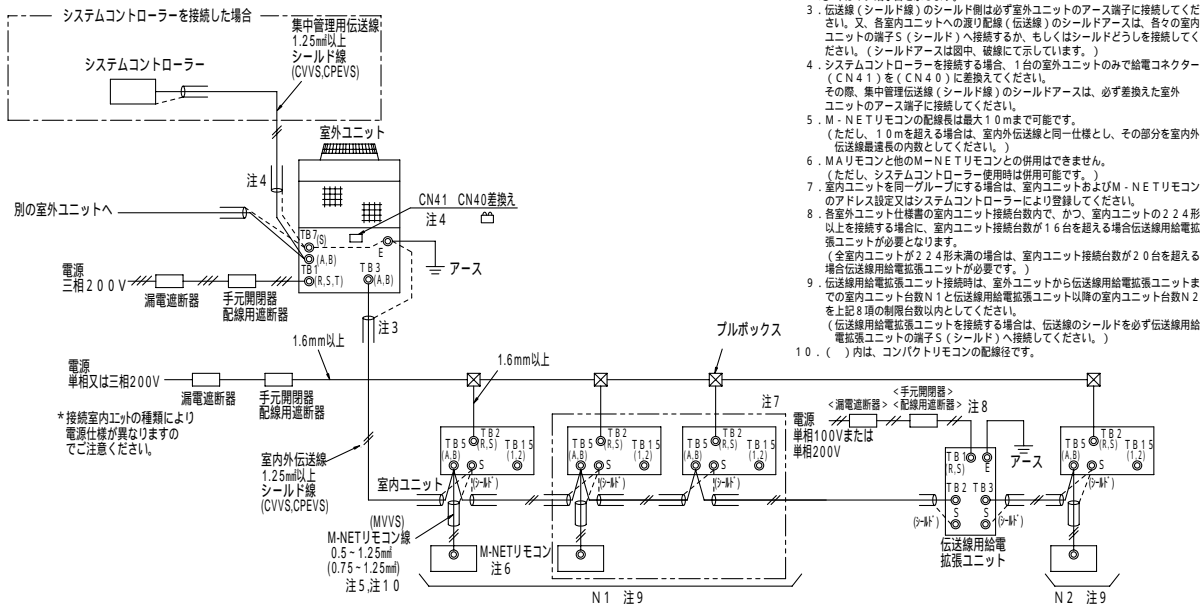 システムコントローラーを接続した場合
集中管理用伝送線
1.25㎟以上
シールド線
(CVVS,CPEVS)
システムコントローラー
室外ユニット
注4
CN41 CN40差換え
注4
別の室外ユニットへ
TB7
(S)
(A,B)
TB1
(R,S,T)
TB3
(A,B)
E
アース
電源
三相200V
漏電遮断器
手元開閉器
配線用遮断器
注3
1.6mm以上
プルボックス
電源
単相又は三相200V
漏電遮断器
手元開閉器
配線用遮断器
1.6mm以上
*接続室内ユニットの種類により
電源仕様が異なりますの
でご注意ください。
室内外伝送線
1.25㎟以上
シールド線
(CVVS,CPEVS)
室内ユニット
TB5
(A,B)
TB2
(R,S)
TB15
(1,2)
S
(シールド)
TB5
(A,B)
TB2
(R,S)
TB15
(1,2)
S
(シールド)
TB5
(A,B)
TB2
(R,S)
TB15
(1,2)
S
(シールド)
注7
(MVVS)
M-NETリモコン線
0.5~1.25㎟
(0.75~1.25㎟)
注5,注10
M-NETリモコン
注6
N1 注9
電源
単相100Vまたは
単相200V
<漏電遮断器>
<手元開閉器>
<配線用遮断器>
注8
アース
TB1
(R,S)
E
TB2
TB3
S
S
(シールド)
(シールド)
伝送線用給電
拡張ユニット
TB5
(A,B)
TB2
(R,S)
TB15
(1,2)
S
(シールド)
N2 注9
3.伝送線(シールド線)のシールド側は必ず室外ユニットのアース端子に接続してくだ
さい。又、各室内ユニットへの渡り配線(伝送線)のシールドアースは、各々の室内
ユニットの端子S(シールド)へ接続するか、もしくはシールドどうしを接続してく
ださい。(シールドアースは図中、破線にて示しています。)
4.システムコントローラーを接続する場合、1台の室外ユニットのみで給電コネクター
(CN41)を(CN40)に差換えてください。
その際、集中管理伝送線(シールド線)のシールドアースは、必ず差換えた室外
ユニットのアース端子に接続してください。
5.M-NETリモコンの配線長は最大10mまで可能です。
(ただし、10mを超える場合は、室内外伝送線と同一仕様とし、その部分を室内外
伝送線最遠長の内数としてください。)
6.MAリモコンと他のM-NETリモコンとの併用はできません。
(ただし、システムコントローラー使用時は併用可能です。)
7.室内ユニットを同一グループにする場合は、室内ユニットおよびM-NETリモコン
のアドレス設定又はシステムコントローラーにより登録してください。
8.各室外ユニット仕様書の室内ユニット接続台数内で、かつ、室内ユニットの224形
以上を接続する場合に、室内ユニット接続台数が16台を超える場合伝送線用給電拡
張ユニットが必要となります。
(全室内ユニットが224形未満の場合は、室内ユニット接続台数が20台を超える
場合伝送線用給電拡張ユニットが必要です。)
9.伝送線用給電拡張ユニット接続時は、室外ユニットから伝送線用給電拡張ユニットま
での室内ユニット台数N1と伝送線用給電拡張ユニット以降の室内ユニット台数N2
を上記8項の制限台数以内としてください。
(伝送線用給電拡張ユニットを接続する場合は、伝送線のシールドを必ず伝送線用給
電拡張ユニットの端子S(シールド)へ接続してください。)
10.( )内は、コンパクトリモコンの配線径です。